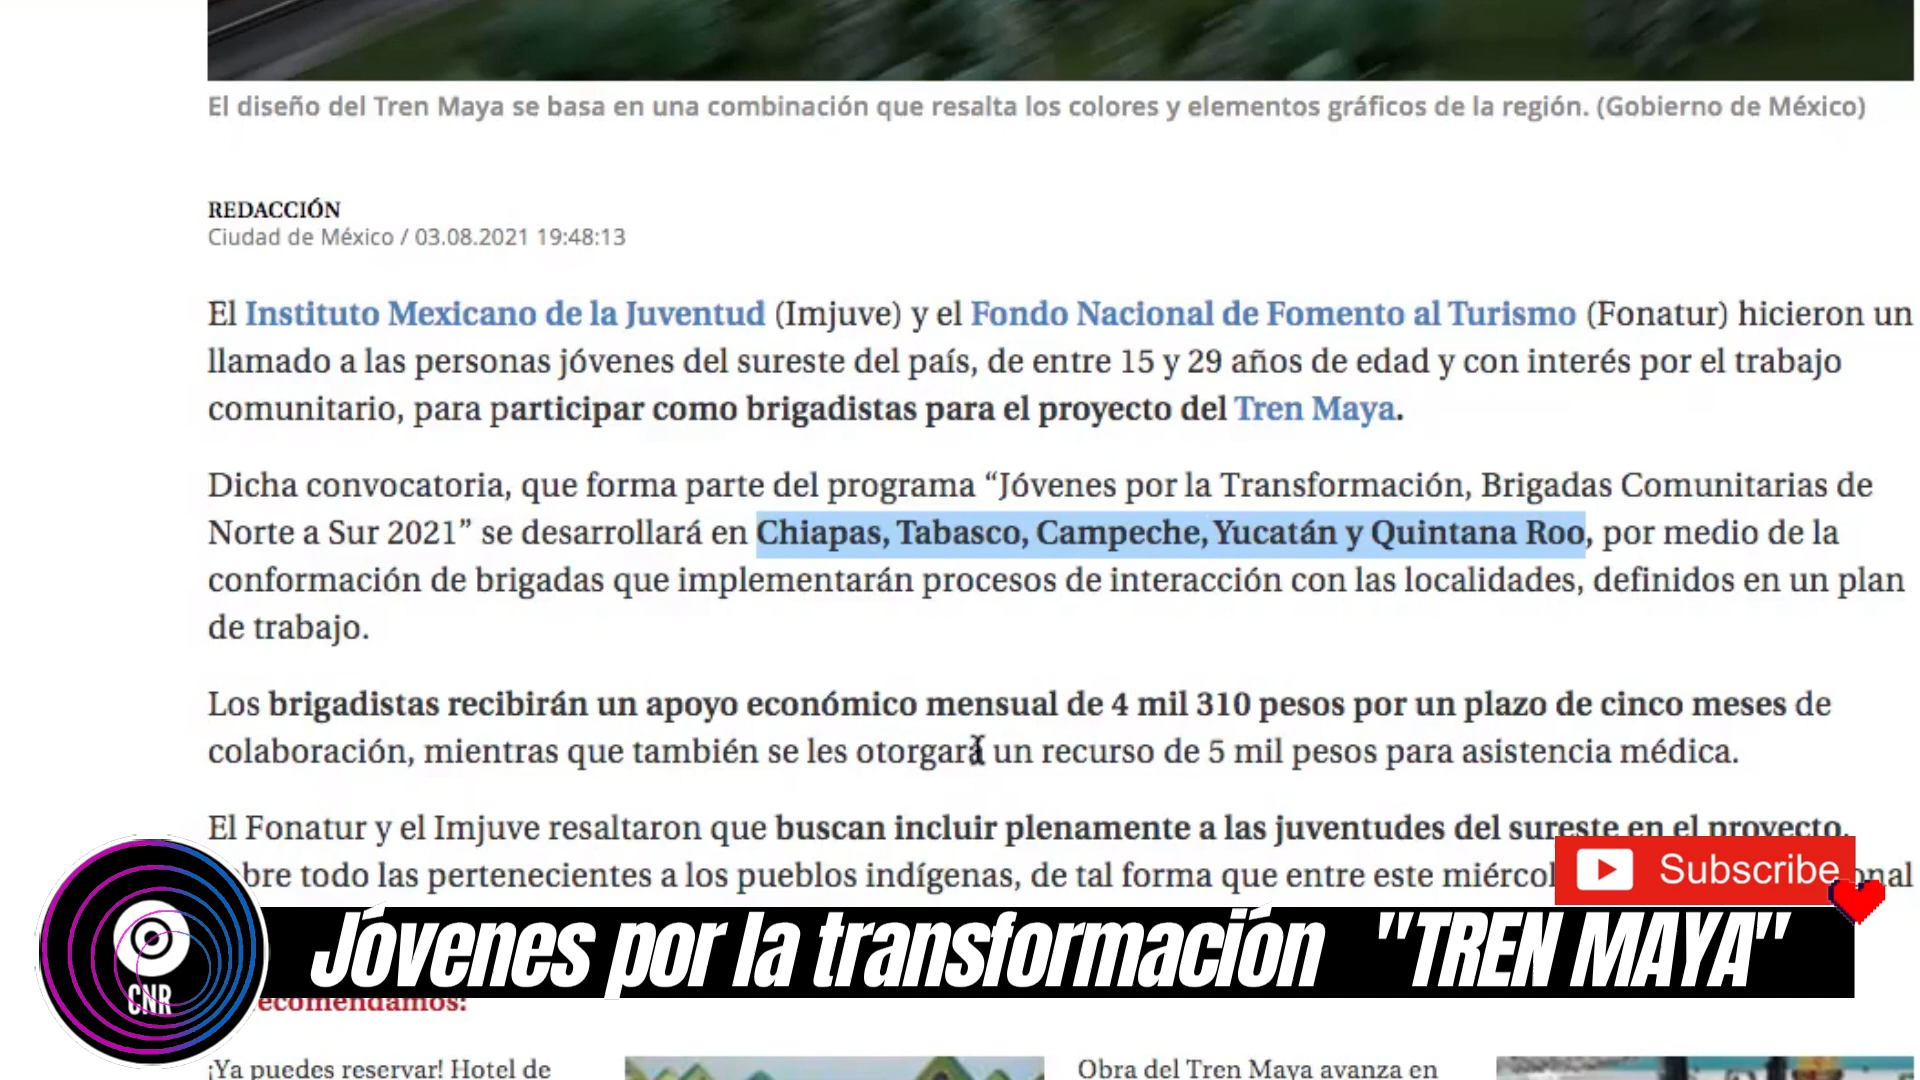 El diseño del Tren Maya se basa en una combinación que resalta los colores y elementos gráficos de la región. (Gobierno de México)
REDACCIÓN
Ciudad de México / 03.08.2021 19:48:13
El Instituto Mexicano de la Juventud (Imjuve) y el Fondo Nacional de Fomento al Turismo (Fonatur) hicieron un
llamado a las personas jóvenes del sureste del país, de entre 15 y 29 años de edad y con interés por el trabajo
comunitario, para participar como brigadistas para el proyecto del Tren Maya.
Dicha convocatoria, que forma parte del programa “Jóvenes por la Transformación, Brigadas Comunitarias de
Norte a Sur 2021” se desarrollará en Chiapas, Tabasco, Campeche, Yucatán y Quintana Roo, por medio de la
conformación de brigadas que implementarán procesos de interacción con las localidades, definidos en un plan
de trabajo.
Los brigadistas recibirán un apoyo económico mensual de 4 mil 310 pesos por un plazo de cinco meses de
colaboración, mientras que también se les otorgará un recurso de 5 mil pesos para asistencia médica.
El Fonatur y el Imjuve resaltaron que buscan incluir plenamente a las juventudes del sureste en el proyecto,
todo las pertenecientes a los pueblos indígenas, de tal forma que entre este
Subscribe
Jóvenes por la transformación "TREN MAYA"
CNR
ecomendamos:
¡Ya puedes reservar! Hotel de
Obra del Tren Maya avanza en